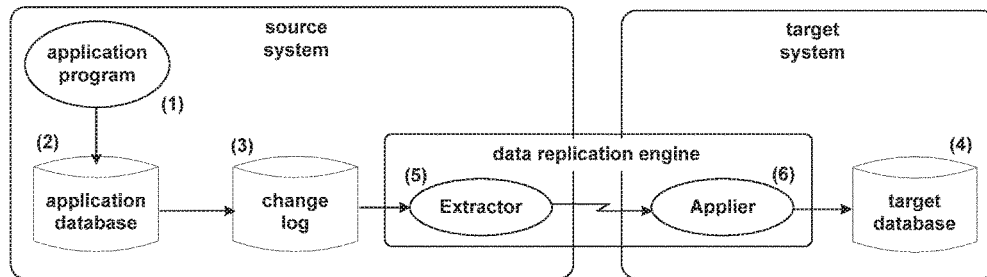 source
system
target
system
application
program
(1)
(2)
(3)
(4)
data replication engine
(5)
(6)
application
database
change
log
Extractor
Applier
target
database